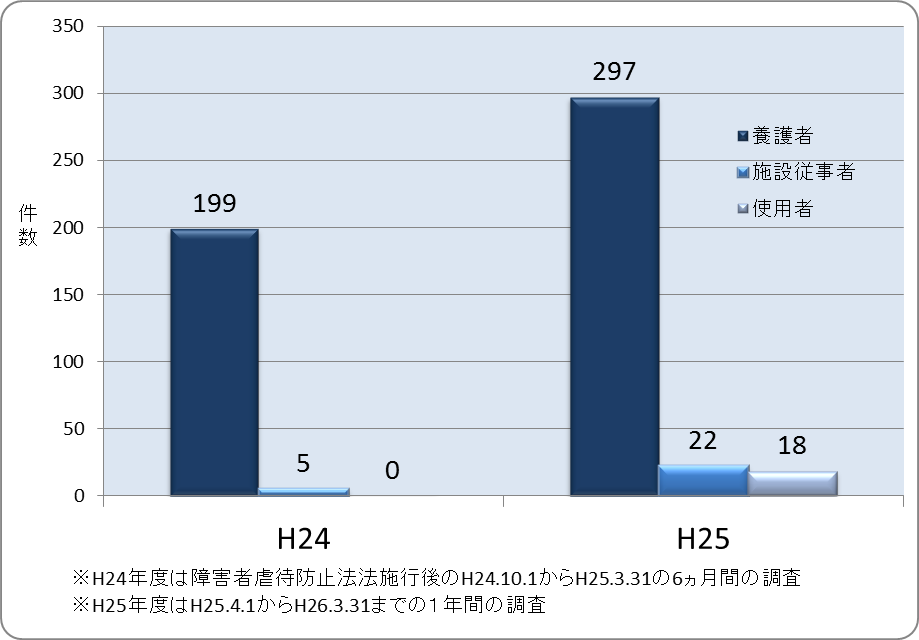 350
300
250
200
150
100
50
0
件数
199
5
0
297
22
18
養護者
施設従事者
使用者
H24
H25
※H24年度は障害者虐待防止法法施行後のH24.10.1からH25.3.31の6ヵ月間の調査
※H25年度はH25.4.1からH26.3.31までの１年間の調査